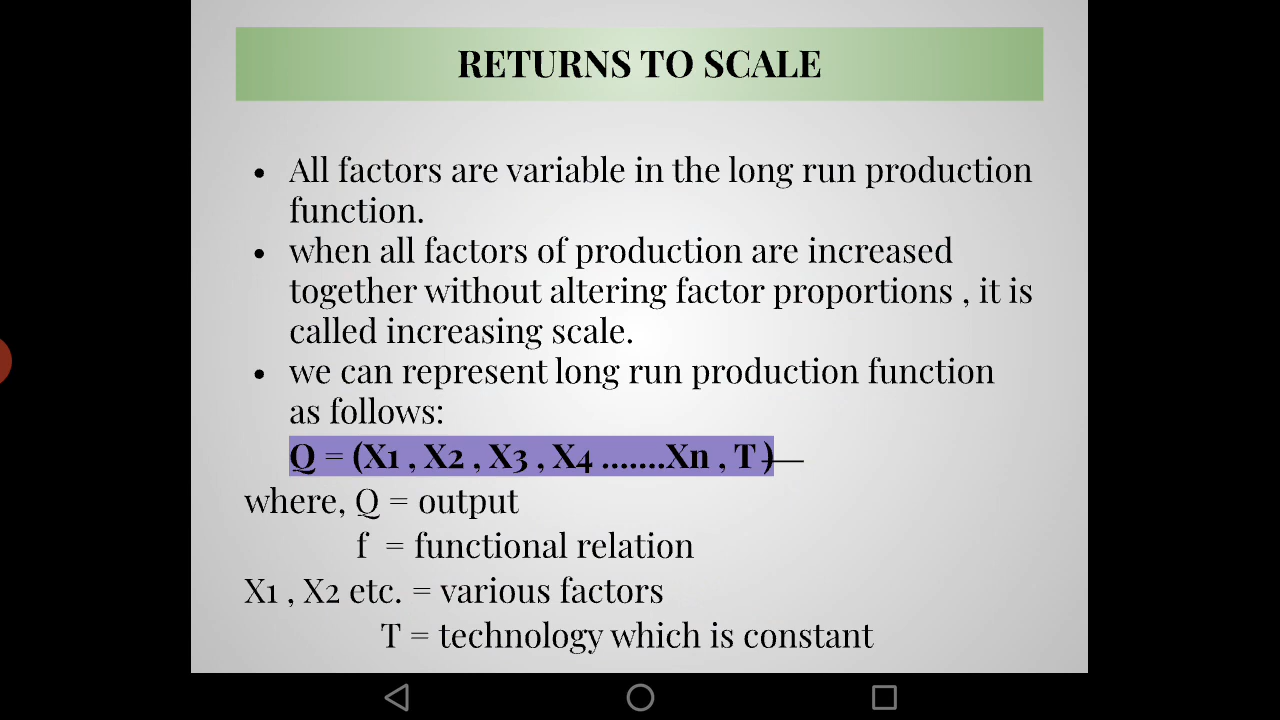 RETURNS TO SCALE
• All factors are variable in the long run production
function.
• when all factors of production are increased
together without altering factor proportions , it is
called increasing scale.
• we can represent long run production function
as follows:
Q = (X1 , X2 , X3 , X4 .......Xn , T )
where, Q = output
f = functional relation
X1 , X2 etc. = various factors
T = technology which is constant